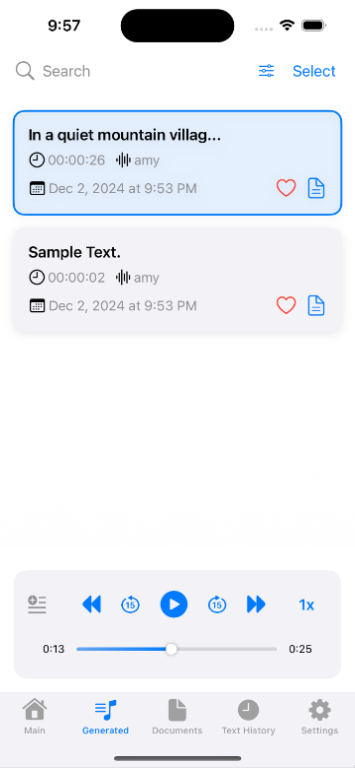 9:57
Search
Select
In a quiet mountain villag...
00:00:26 amy
Dec 2, 2024 at 9:53 PM
Sample Text.
00:00:02 amy
Dec 2, 2024 at 9:53 PM
15
15
1x
0:13
0:25
Main
Generated
Documents
Text History
Settings